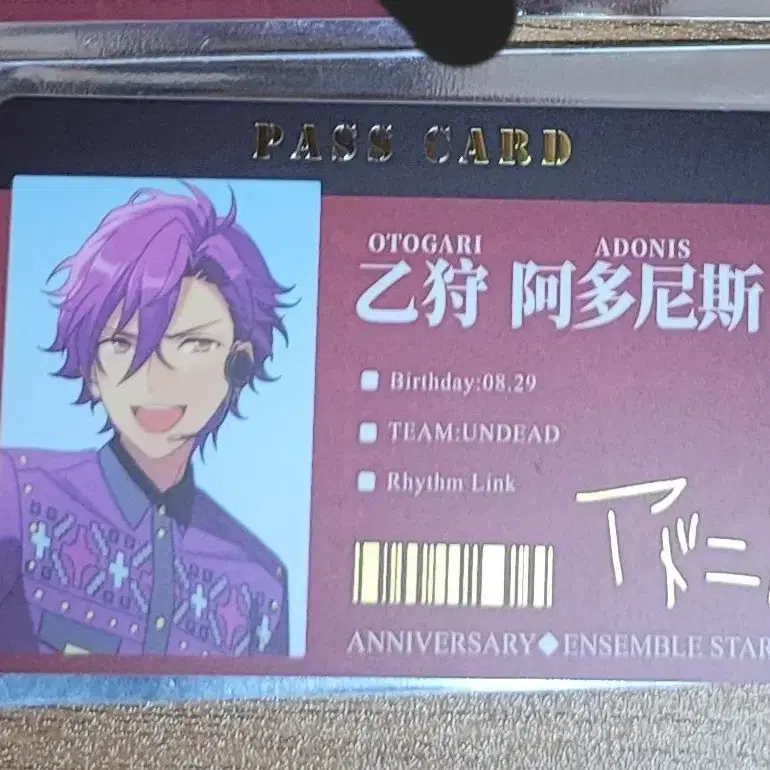 PASS CARD
OTOGARI ADONIS
乙狩 阿多尼斯
Birthday:08.29
TEAM:UNDEAD
Rhythm Link
アドニ
ANNIVERSARY◆ENSEMBLE STAR